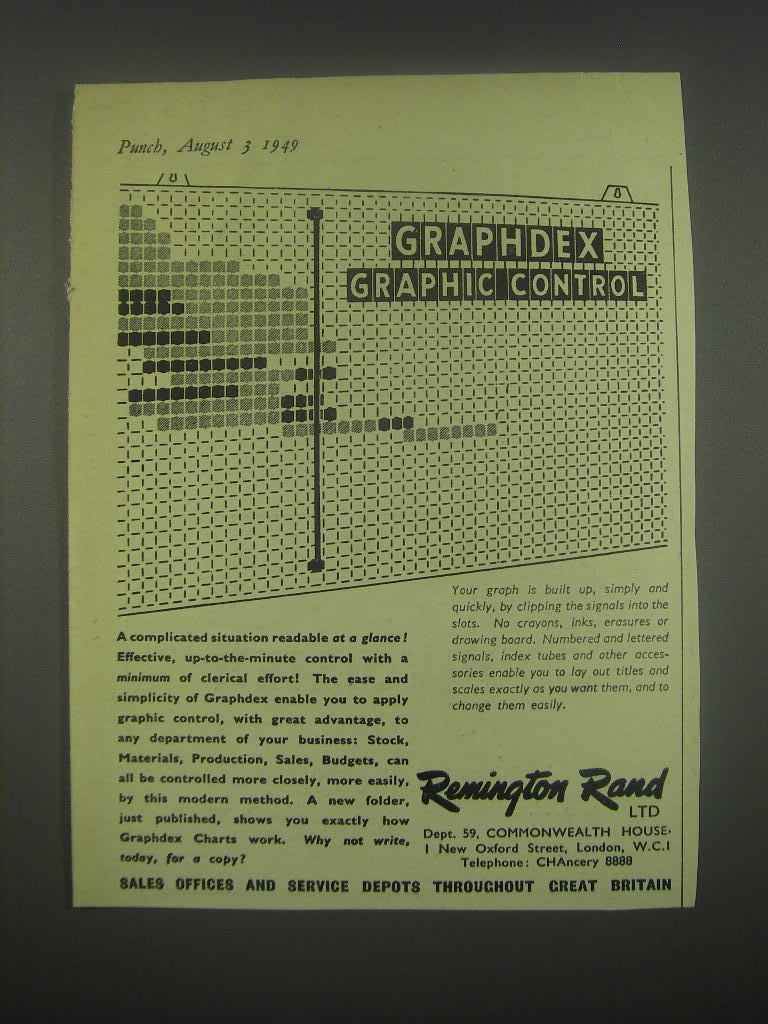 Punch, August 3 1949
GRAPHDEX
GRAPHIC CONTROL
Your graph is built up, simply and
quickly, by clipping the signals into the
slots. No crayons, inks, erasures or
drawing board. Numbered and lettered
signals, index tubes and other acces-
sories enable you to lay out titles and
scales exactly as you want them, and to
change them easily.
A complicated situation readable at a glance!
Effective, up-to-the-minute control with a
minimum of clerical effort! The ease and
simplicity of Graphdex enable you to apply
graphic control, with great advantage, to
any department of your business: Stock,
Materials, Production, Sales, Budgets, can
all be controlled more closely, more easily,
by this modern method. A new folder,
just published, shows you exactly how
Graphdex Charts work. Why not write,
today, for a copy?
Remington Rand
LTD
Dept. 59, COMMONWEALTH HOUSE,
1 New Oxford Street, London, W.C.1
Telephone: CHAncery 8888
SALES OFFICES AND SERVICE DEPOTS THROUGHOUT GREAT BRITAIN